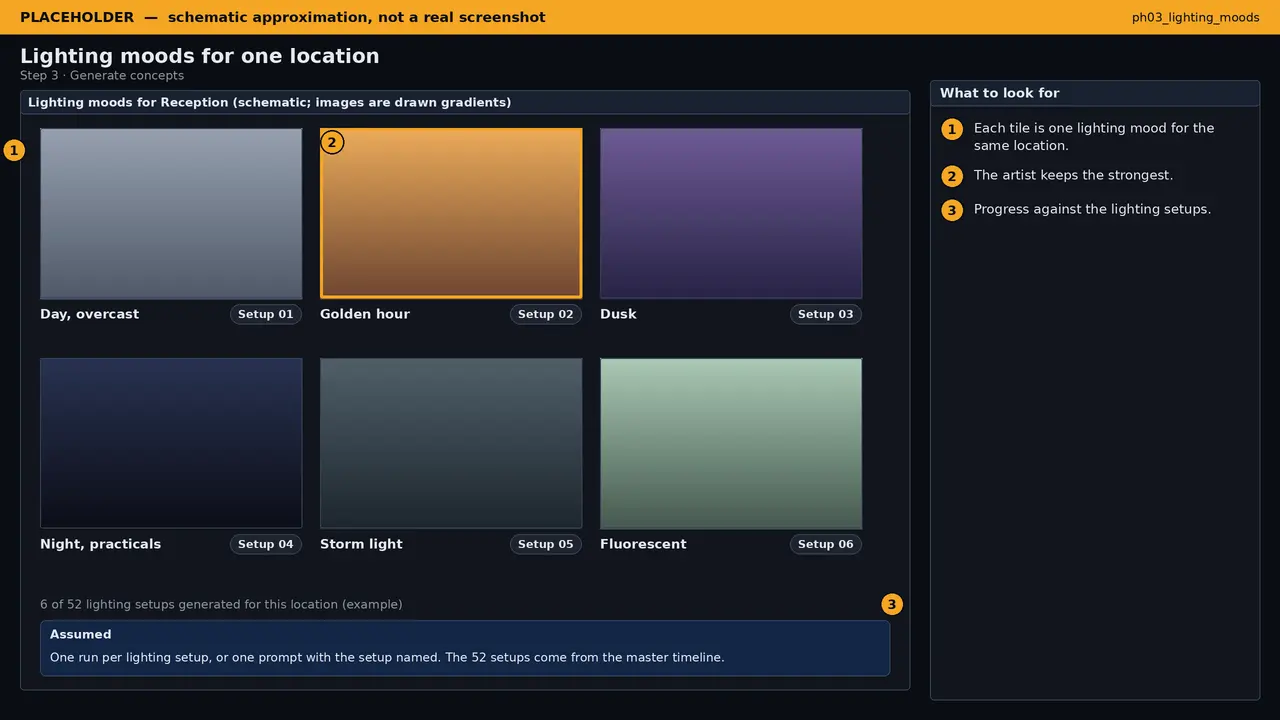 PLACEHOLDER — schematic approximation, not a real screenshot
ph03_lighting_moods
Lighting moods for one location
Step 3 · Generate concepts
Lighting moods for Reception (schematic; images are drawn gradients)
1
2
Day, overcast
Setup 01
Golden hour
Setup 02
Dusk
Setup 03
Night, practicals
Setup 04
Storm light
Setup 05
Fluorescent
Setup 06
6 of 52 lighting setups generated for this location (example)
3
Assumed
One run per lighting setup, or one prompt with the setup named. The 52 setups come from the master timeline.
What to look for
1 Each tile is one lighting mood for the
same location.
2 The artist keeps the strongest.
3 Progress against the lighting setups.